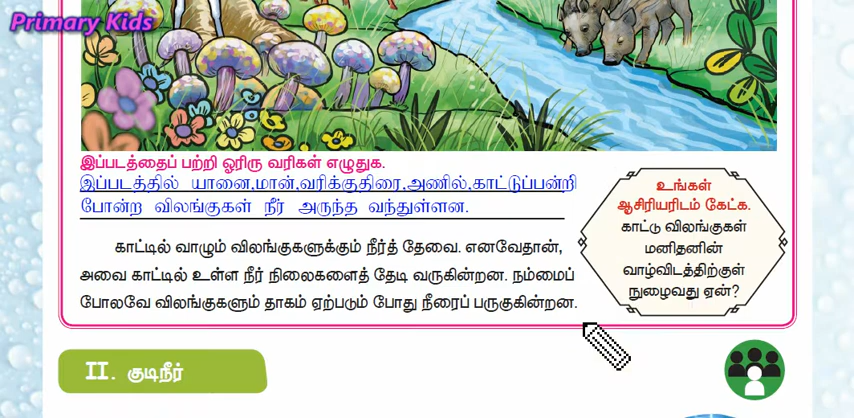 Primary Kids
இப்படத்தைப் பற்றி ஓரிரு வரிகள் எழுதுக.
இப்படத்தில் யானை,மான்,வரிக்குதிரை,அணில்,காட்டுப்பன்றி
போன்ற விலங்குகள் நீர் அருந்த வந்துள்ளன.
காட்டில் வாழும் விலங்குகளுக்கும் நீர்த் தேவை. எனவேதான்,
அவை காட்டில் உள்ள நீர் நிலைகளைத் தேடி வருகின்றன. நம்மைப்
போலவே விலங்குகளும் தாகம் ஏற்படும் போது நீரைப் பருகுகின்றன.
உங்கள்
ஆசிரியரிடம் கேட்க.
காட்டு விலங்குகள்
மனிதனின்
வாழ்விடத்திற்குள்
நுழைவது ஏன்?
II. குடிநீர்